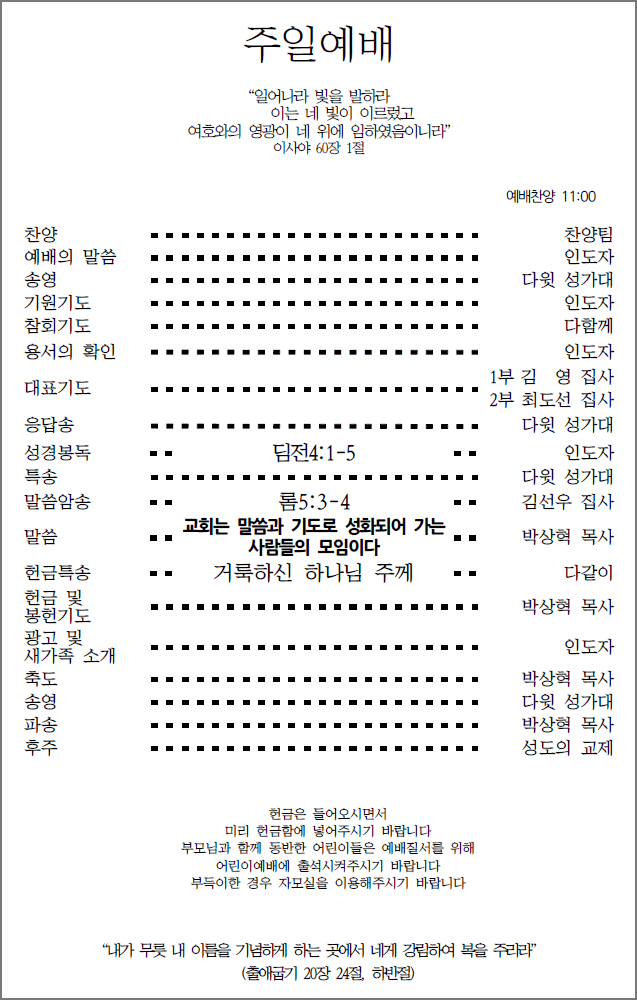 주일예배
“일어나라 빛을 발하라
이는 네 빛이 이르렀고
여호와의 영광이 네 위에 임하였음이니라”
이사야 60장 1절
예배찬양 11:00
찬양 찬양팀
예배의 말씀 인도자
송영 다윗 성가대
기원기도 인도자
참회기도 다함께
용서의 확인 인도자
대표기도 1부 김 영 집사
2부 최도선 집사
응답송 다윗 성가대
성경봉독 딤전4:1-5 인도자
특송 다윗 성가대
말씀암송 롬5:3-4 김선우 집사
말씀 교회는 말씀과 기도로 성화되어 가는 박상혁 목사
사람들의 모임이다
헌금특송 거룩하신 하나님 주께 다같이
헌금 및
봉헌기도 박상혁 목사
광고 및
새가족 소개 인도자
축도 박상혁 목사
송영 다윗 성가대
파송 박상혁 목사
후주 성도의 교제
헌금은 들어오시면서
미리 헌금함에 넣어주시기 바랍니다
부모님과 함께 동반한 어린이들은 예배질서를 위해
어린이예배에 출석시켜주시기 바랍니다
부득이한 경우 자모실을 이용해주시기 바랍니다
“내가 무릇 내 이름을 기념하게 하는 곳에서 네게 강림하여 복을 주리라”
(출애굽기 20장 24절, 하반절)